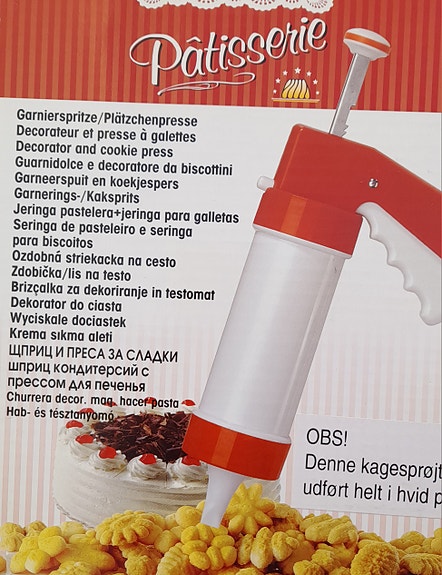 Pâtisserie
Garnierspritze/Plätzchenpresse
Decorateur et presse à galettes
Decorator and cookie press
Guarnidolce e decoratore da biscottini
Garneerspuit en koekjespers
Garnerings-/Kaksprits
Jeringa pastelera+jeringa para galletas
Seringa de pasteleiro e seringa
para biscoitos
Ozdobná striekacka na cesto
Zdobička/lis na testo
Brizçalka za dekoriranje in testomat
Dekorator do ciasta
Wyciskale dociastek
Krema sıkma aleti
ЩПРИЦ И ПРЕСА ЗА СЛАДКИ
шприц кондитерсий с
прессом для печенья
Churrera decor. maq. hacer pasta
Hab- és tésztanyomó
OBS!
Denne kagesprøjt
udført helt i hvid p